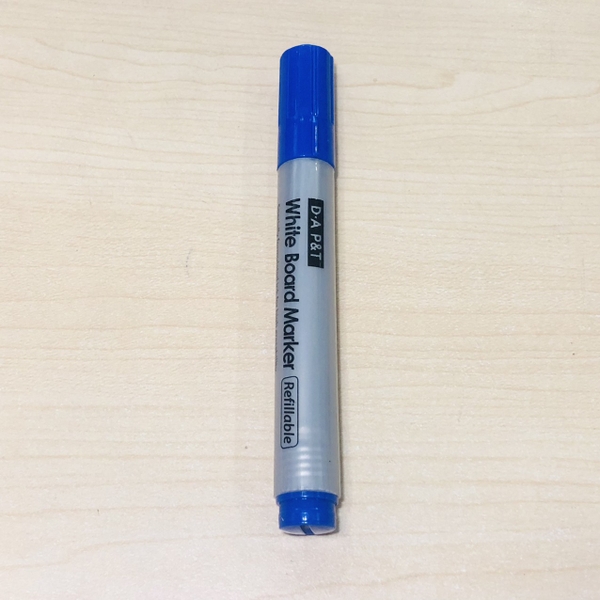 D·A P&T
White Board Marker
Refillable